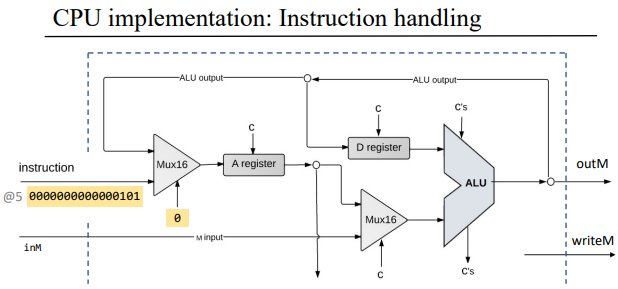 CPU implementation: Instruction handling
ALU output
ALU output
C
C
C's
instruction
Mux16
A register
D register
ALU
outM
@5 0000000000000101
0
Mux16
inM
M input
writeM
C
C's